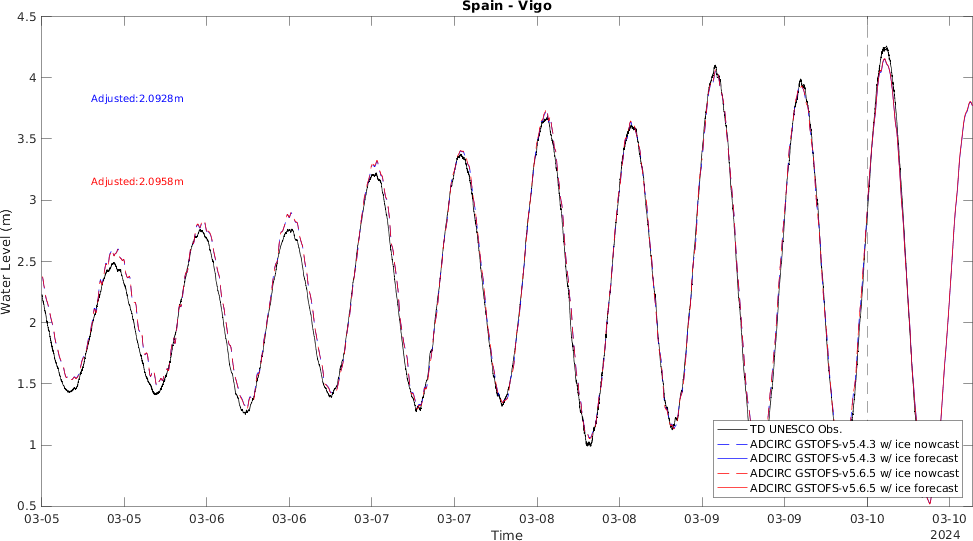 Spain - Vigo
4.5
4
3.5
3
2.5
2
1.5
1
0.5
Water Level (m)
Adjusted:2.0928m
Adjusted:2.0958m
TD UNESCO Obs.
ADCIRC GSTOFS-v5.4.3 w/ ice nowcast
ADCIRC GSTOFS-v5.4.3 w/ ice forecast
ADCIRC GSTOFS-v5.6.5 w/ ice nowcast
ADCIRC GSTOFS-v5.6.5 w/ ice forecast
03-05 03-05 03-06 03-06 03-07 03-07 03-08 03-08 03-09 03-09 03-10 03-10
Time 2024